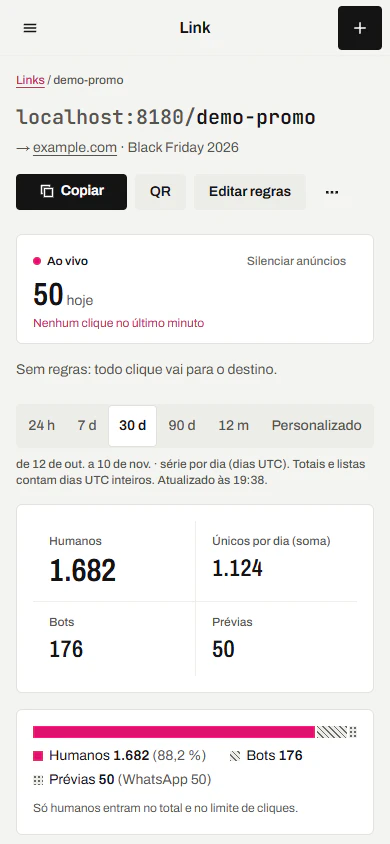 Link
Links / demo-promo
localhost:8180/demo-promo
→ example.com · Black Friday 2026
Copiar QR Editar regras ...
Ao vivo Silenciar anúncios
50 hoje
Nenhum clique no último minuto
Sem regras: todo clique vai para o destino.
24 h 7 d 30 d 90 d 12 m Personalizado
de 12 de out. a 10 de nov. · série por dia (dias UTC). Totais e listas
contam dias UTC inteiros. Atualizado às 19:38.
Humanos Únicos por dia (soma)
1.682 1.124
Bots Prévias
176 50
Humanos 1.682 (88,2 %) Bots 176
Prévias 50 (WhatsApp 50)
Só humanos entram no total e no limite de cliques.